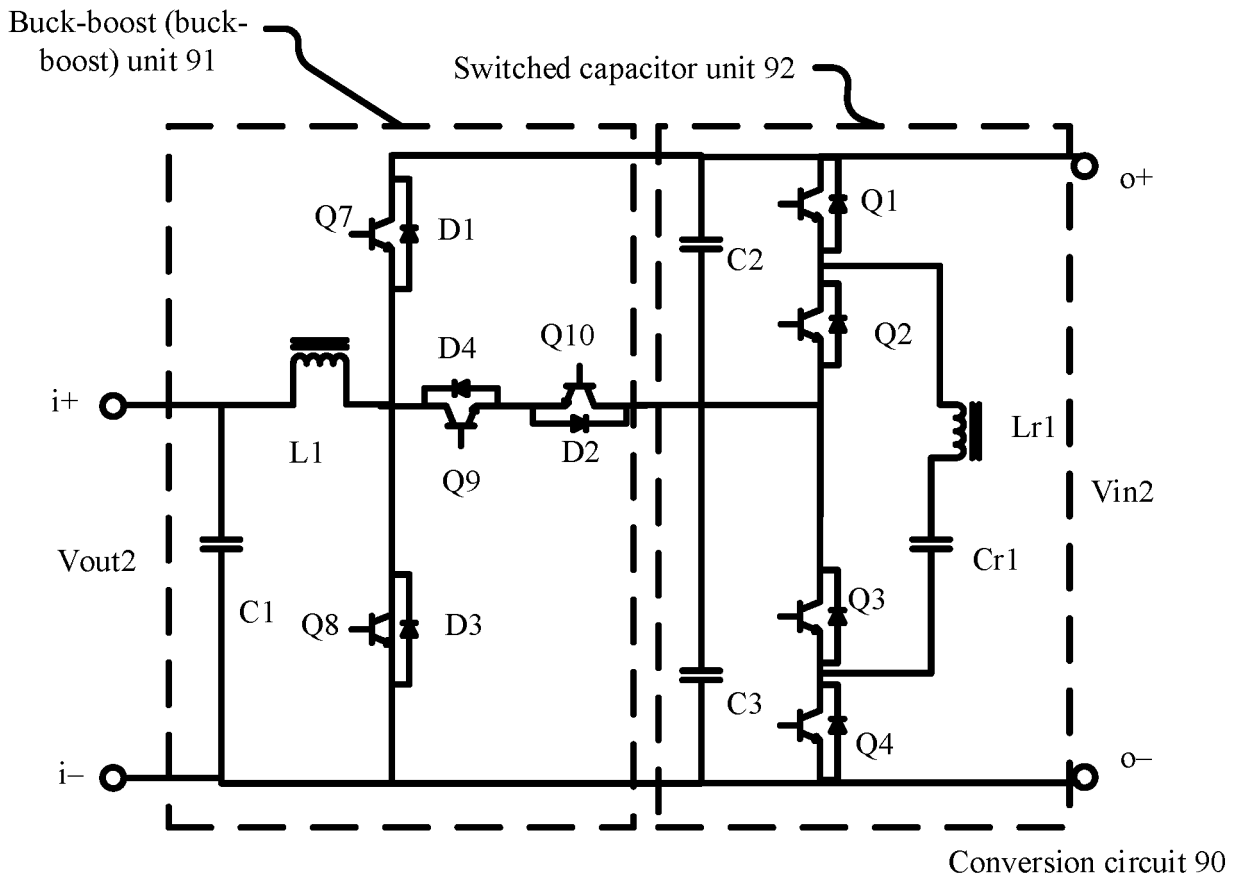 Buck-boost (buck-
boost) unit 91
Switched capacitor unit 92
o+
Q1
Q7
D1
C2
Q2
Q10
D4
i+
Lr1
L1
D2
Q9
Vin2
Vout2
Cr1
Q3
C1
Q8
D3
C3
Q4
o–
i–
Conversion circuit 90